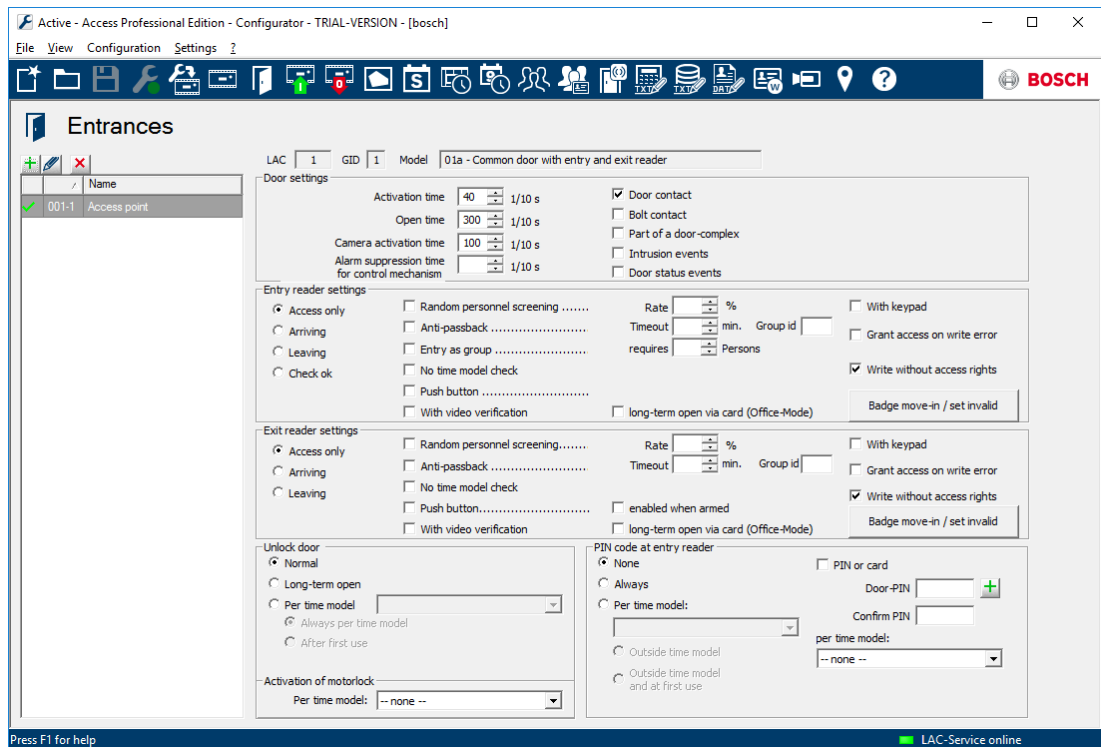 Active - Access Professional Edition - Configurator - TRIAL-VERSION - [bosch]
File View Configuration Settings ?
S TXT TXT DATA W ? BOSCH
Entrances
LAC 1 GID 1 Model 01a - Common door with entry and exit reader
Name
001-1 Access point
Door settings
Activation time 40 1/10 s Door contact
Open time 300 1/10 s Bolt contact
Camera activation time 100 1/10 s Part of a door-complex
Alarm suppression time for control mechanism 1/10 s Intrusion events
Door status events
Entry reader settings
Access only Random personnel screening ....... Rate % With keypad
Arriving Anti-passback ........................ Timeout min. Group id Grant access on write error
Leaving Entry as group ....................... requires Persons
Check ok No time model check Write without access rights
Push button ...........................
With video verification long-term open via card (Office-Mode) Badge move-in / set invalid
Exit reader settings
Access only Random personnel screening....... Rate % With keypad
Arriving Anti-passback ........................ Timeout min. Group id Grant access on write error
Leaving No time model check Write without access rights
Push button............................ enabled when armed
With video verification long-term open via card (Office-Mode) Badge move-in / set invalid
Unlock door
Normal
Long-term open
Per time model
Always per time model
After first use
Activation of motorlock
Per time model: -- none --
PIN code at entry reader
None PIN or card
Always Door-PIN
Per time model: Confirm PIN
per time model:
Outside time model -- none --
Outside time model
and at first use
Press F1 for help LAC-Service online